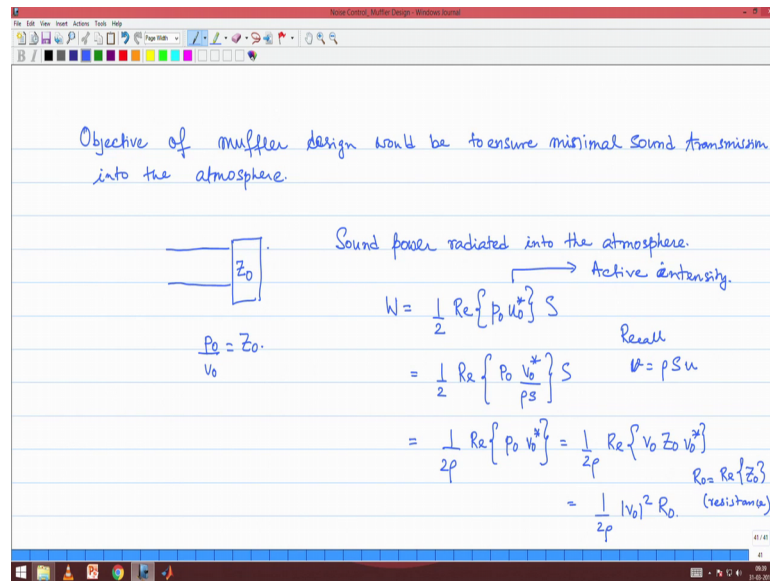 Noise Control_ Muffler Design - Windows Journal
File Edit View Insert Actions Tools Help
Page Width
B I
Objective of muffler design would be to ensure minimal sound transmission
into the atmosphere.
Sound power radiated into the atmosphere.
Z₀
→ Active intensity.
W = 1/2 Re{p₀ u₀*} S
p₀/v₀ = Z₀.
Recall
v = ρSu
= 1/2 Re{p₀ v₀*/ρS} S
= 1/2ρ Re{p₀ v₀*} = 1/2ρ Re{v₀ Z₀ v₀*}
R₀ = Re{Z₀}
(resistance)
= 1/2ρ |v₀|² R₀.
41/41
41
09:39